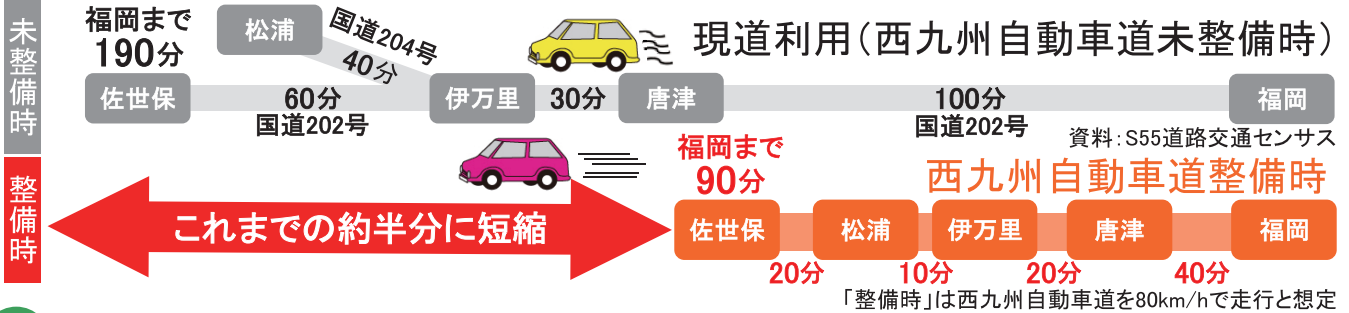 未整備時
福岡まで
190分
松浦
国道204号
40分
現道利用(西九州自動車道未整備時)
佐世保
60分
国道202号
伊万里
30分
唐津
100分
国道202号
福岡
資料:S55道路交通センサス
整備時
これまでの約半分に短縮
福岡まで
90分
西九州自動車道整備時
佐世保
松浦
伊万里
唐津
福岡
20分
10分
20分
40分
「整備時」は西九州自動車道を80km/hで走行と想定